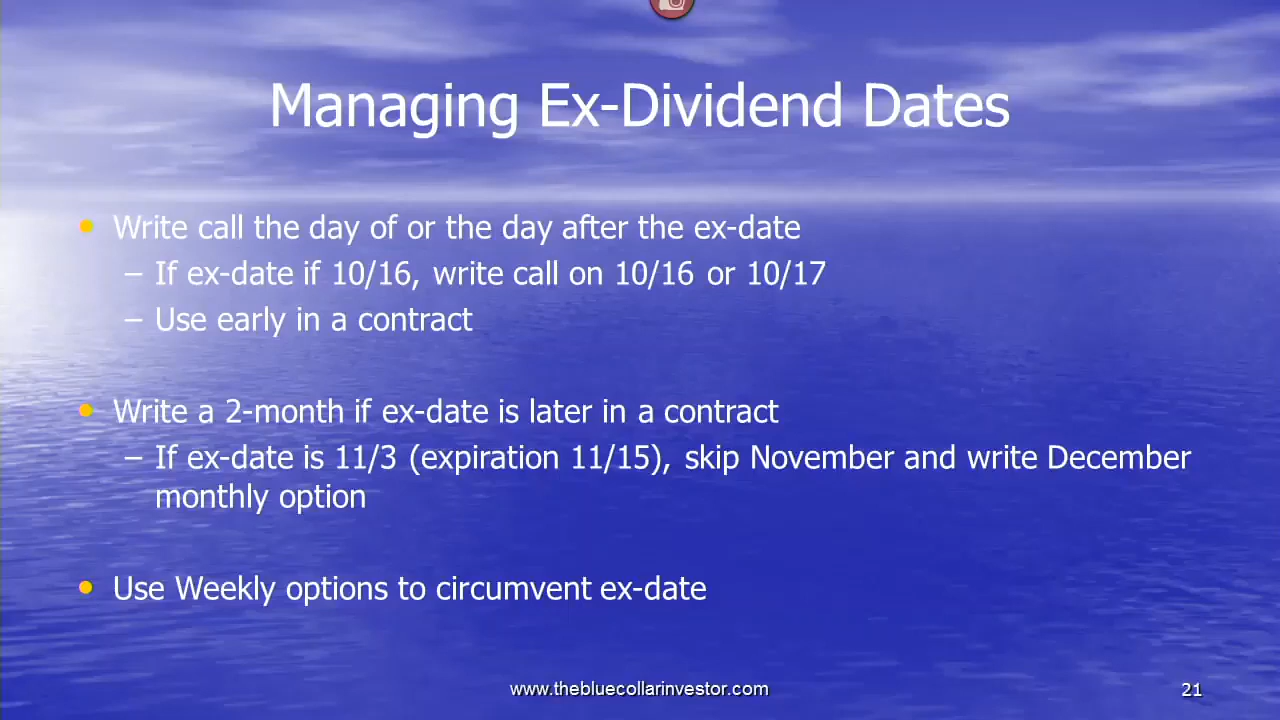 Managing Ex-Dividend Dates
• Write call the day of or the day after the ex-date
– If ex-date if 10/16, write call on 10/16 or 10/17
– Use early in a contract
• Write a 2-month if ex-date is later in a contract
– If ex-date is 11/3 (expiration 11/15), skip November and write December
monthly option
• Use Weekly options to circumvent ex-date
www.thebluecollarinvestor.com
21